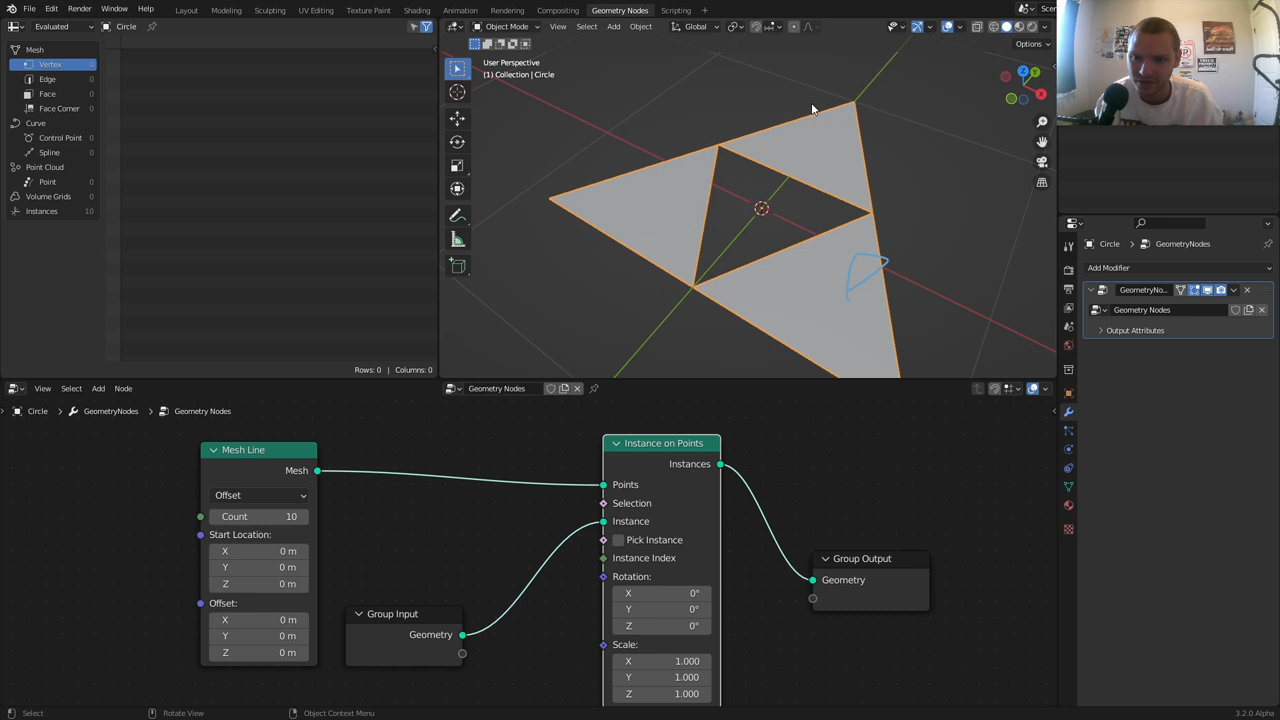 File Edit Render Window Help
Layout Modeling Sculpting UV Editing Texture Paint Shading Animation Rendering Compositing Geometry Nodes Scripting + Scen
Evaluated Circle
Object Mode View Select Add Object Global
Options
Mesh
Vertex 0
Edge 0
Face 0
Face Corner 0
Curve
Control Point 0
Spline 0
Point Cloud
Point 0
Volume Grids 0
Instances 10
Rows: 0 | Columns: 0
User Perspective
(1) Collection | Circle
Z
Y
X
Circle GeometryNodes
Add Modifier
GeometryNo...
Geometry Nodes
Output Attributes
View Select Add Node Geometry Nodes
Circle > GeometryNodes > Geometry Nodes
Mesh Line
Mesh
Offset
Count 10
Start Location:
X 0 m
Y 0 m
Z 0 m
Offset:
X 0 m
Y 0 m
Z 0 m
Group Input
Geometry
Instance on Points
Instances
Points
Selection
Instance
Pick Instance
Instance Index
Rotation:
X 0°
Y 0°
Z 0°
Scale:
X 1.000
Y 1.000
Z 1.000
Group Output
Geometry
Select Rotate View Object Context Menu 3.2.0 Alpha